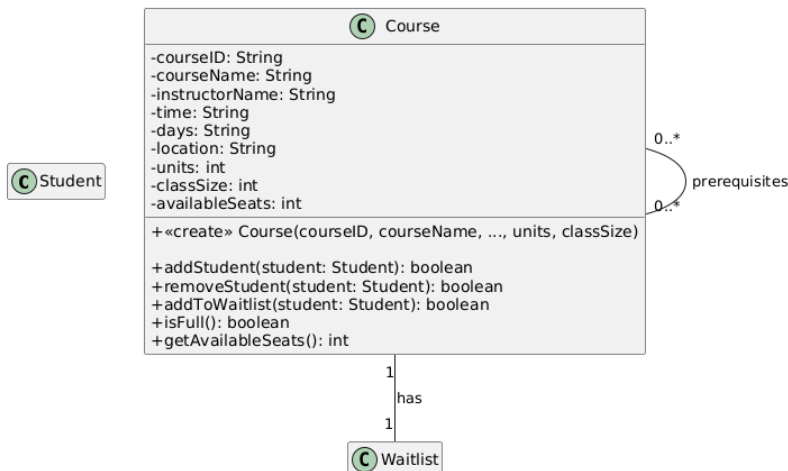 C Course
-courseID: String
-courseName: String
-instructorName: String
-time: String
-days: String
-location: String
-units: int
-classSize: int
-availableSeats: int
+«create» Course(courseID, courseName, ..., units, classSize)
+addStudent(student: Student): boolean
+removeStudent(student: Student): boolean
+addToWaitlist(student: Student): boolean
+isFull(): boolean
+getAvailableSeats(): int
C Student
0..*
prerequisites
0..*
1
has
1
C Waitlist